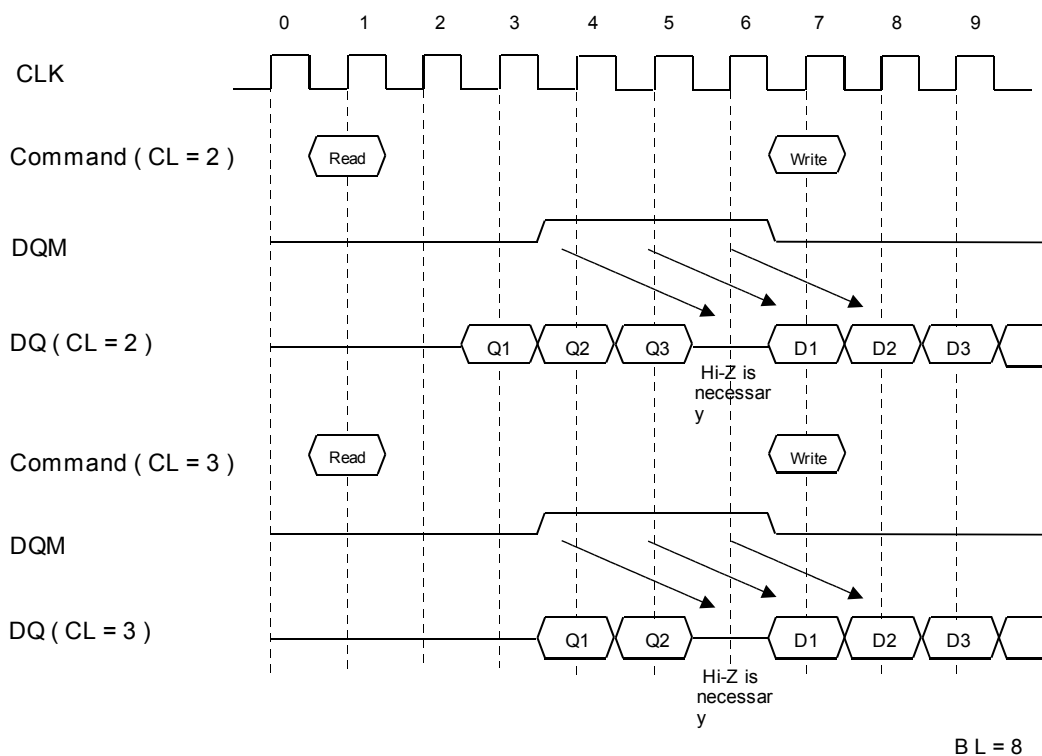 0 1 2 3 4 5 6 7 8 9
CLK
Command ( CL = 2 ) Read Write
DQM
DQ ( CL = 2 ) Q1 Q2 Q3 D1 D2 D3
Hi-Z is
necessar
y
Command ( CL = 3 ) Read Write
DQM
DQ ( CL = 3 ) Q1 Q2 D1 D2 D3
Hi-Z is
necessar
y
B L = 8